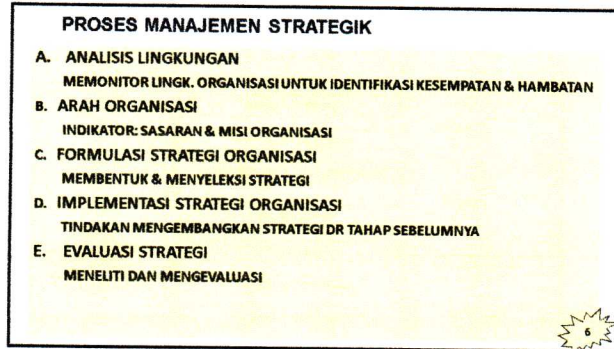 PROSES MANAJEMEN STRATEGIK
A. ANALISIS LINGKUNGAN
MEMONITOR LINGK. ORGANISASI UNTUK IDENTIFIKASI KESEMPATAN & HAMBATAN
B. ARAH ORGANISASI
INDIKATOR: SASARAN & MISI ORGANISASI
C. FORMULASI STRATEGI ORGANISASI
MEMBENTUK & MENYELEKSI STRATEGI
D. IMPLEMENTASI STRATEGI ORGANISASI
TINDAKAN MENGEMBANGKAN STRATEGI DR TAHAP SEBELUMNYA
E. EVALUASI STRATEGI
MENELITI DAN MENGEVALUASI
6